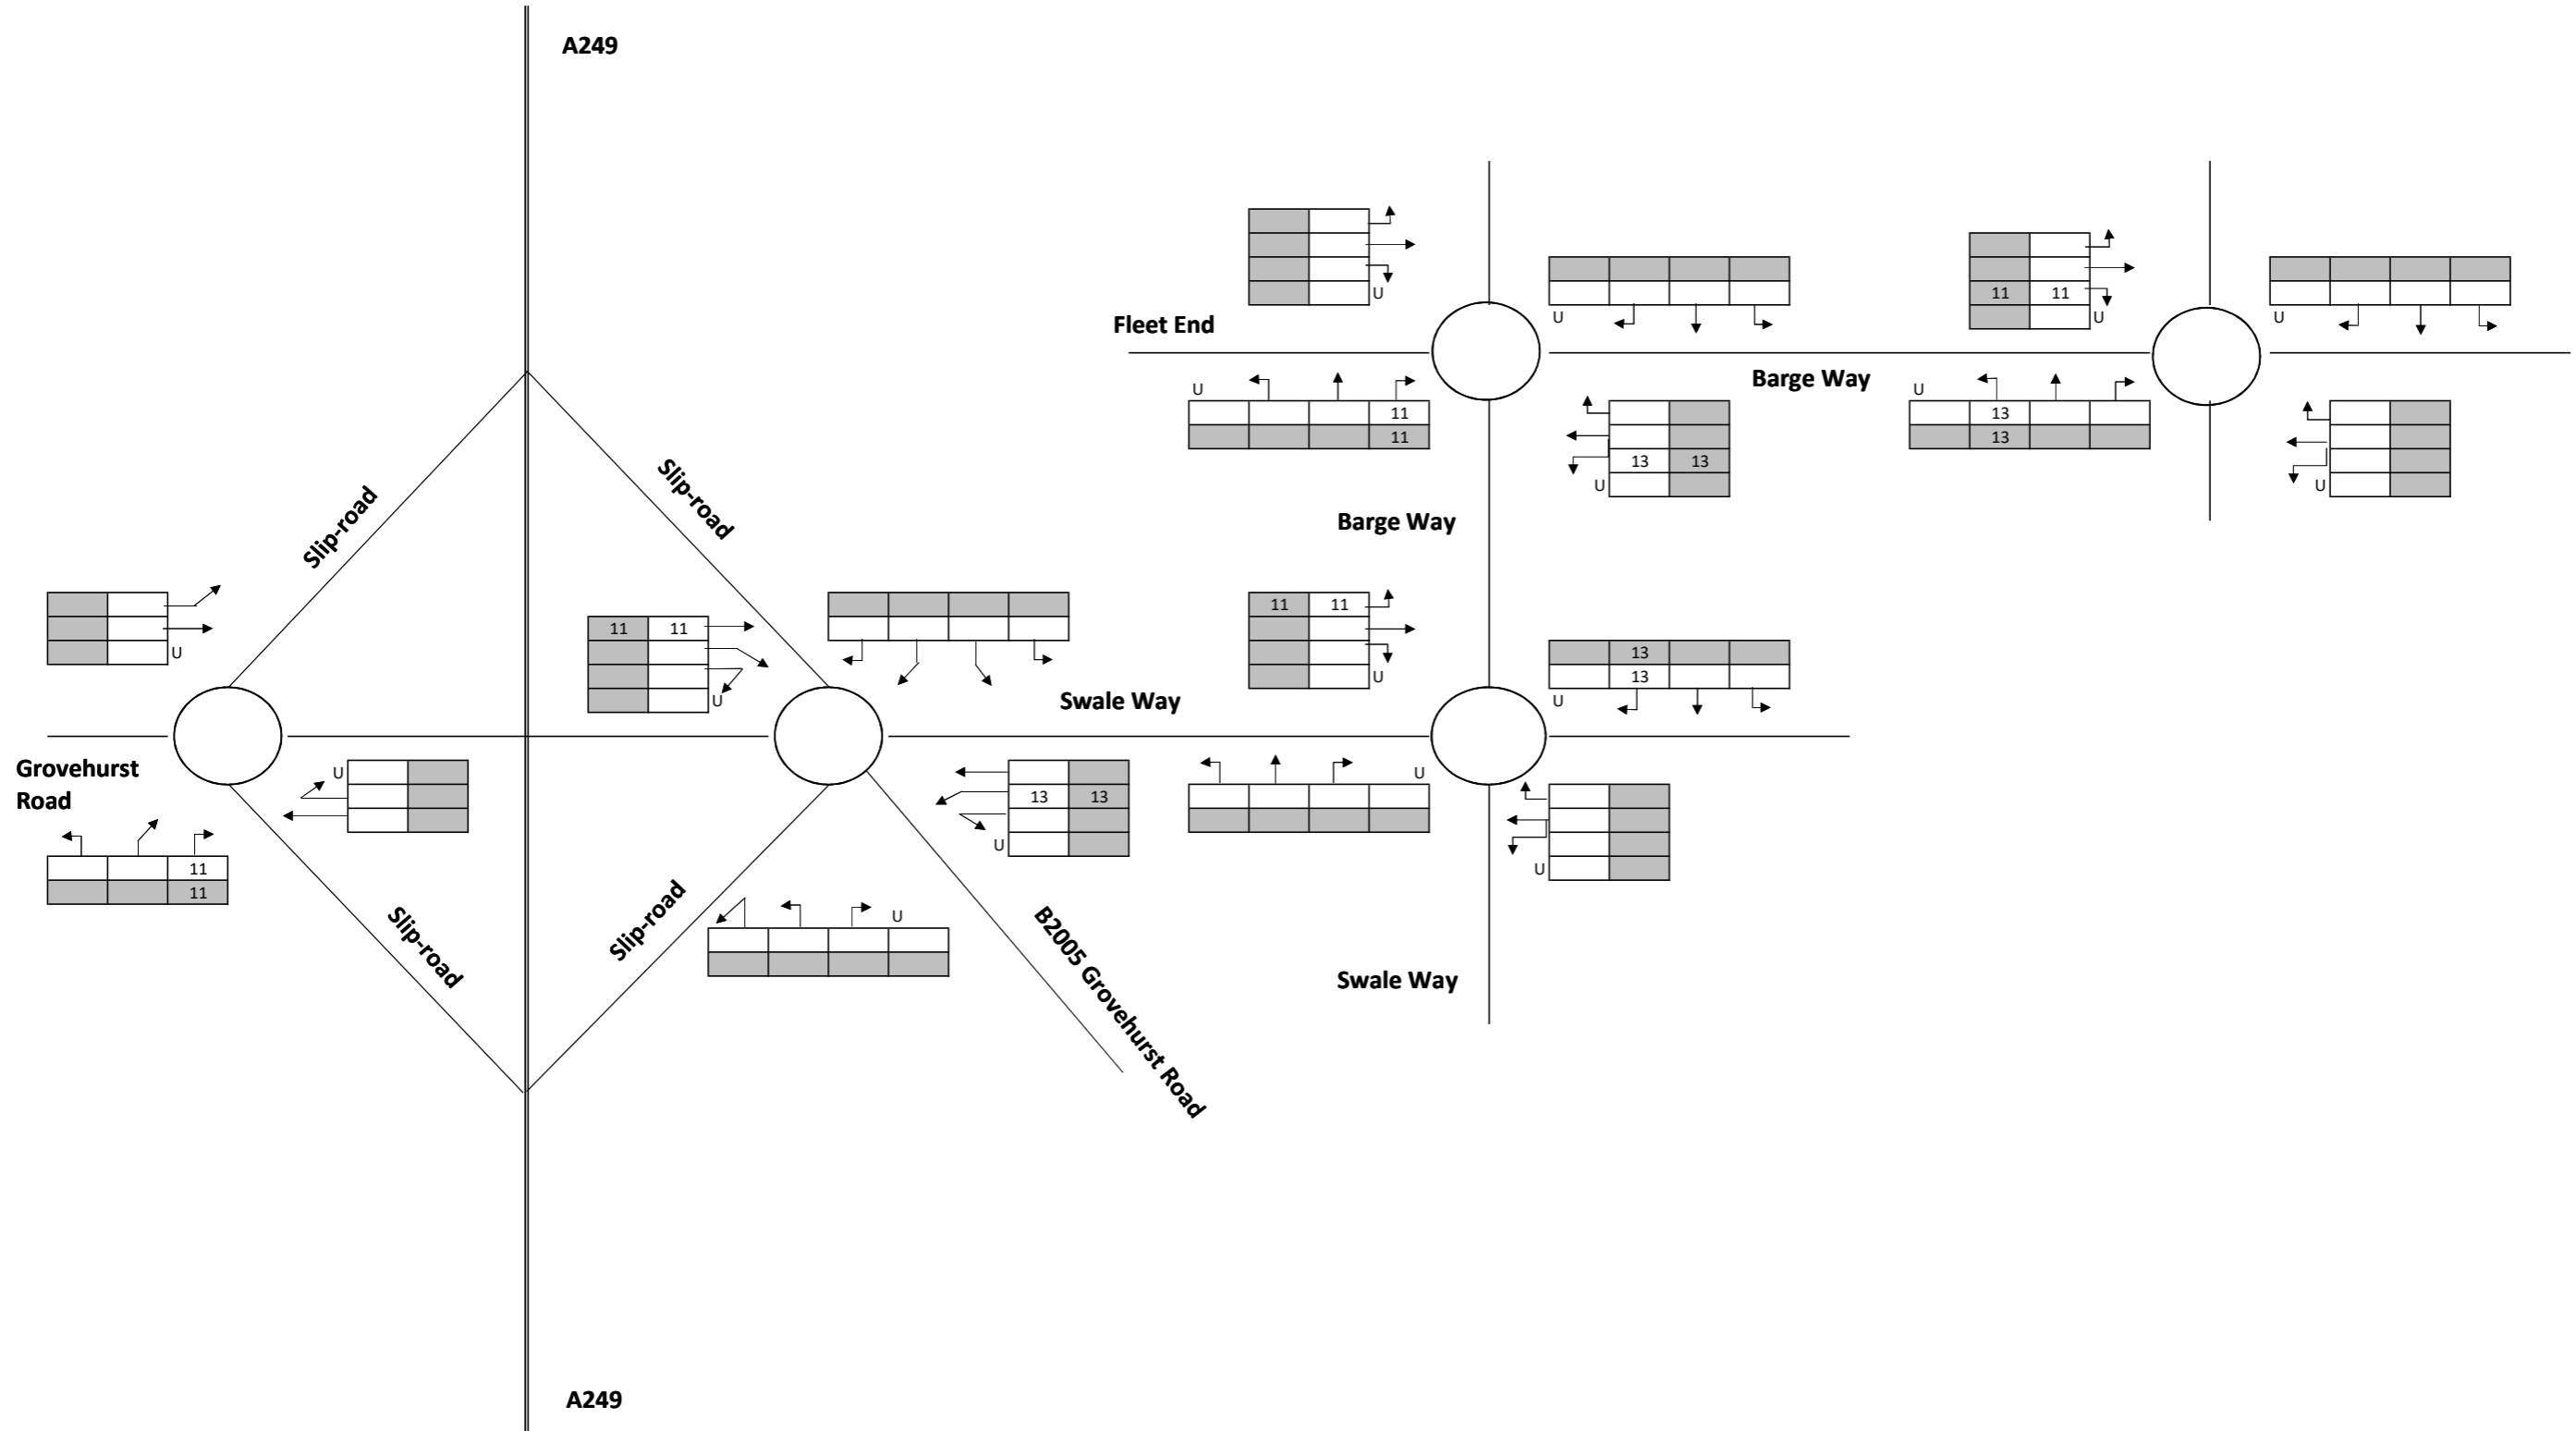 A249
Fleet End
U
U
11 11
U
U
U
11
11
Barge Way
U
13
13
13 13
U
U
Slip-road
Slip-road
Barge Way
U
11 11
U
11 11
U
13
13
U
Swale Way
U
Grovehurst
Road
U
13 13
U
U
U
11
11
Slip-road
Slip-road
U
B2005 Grovehurst Road
Swale Way
A249